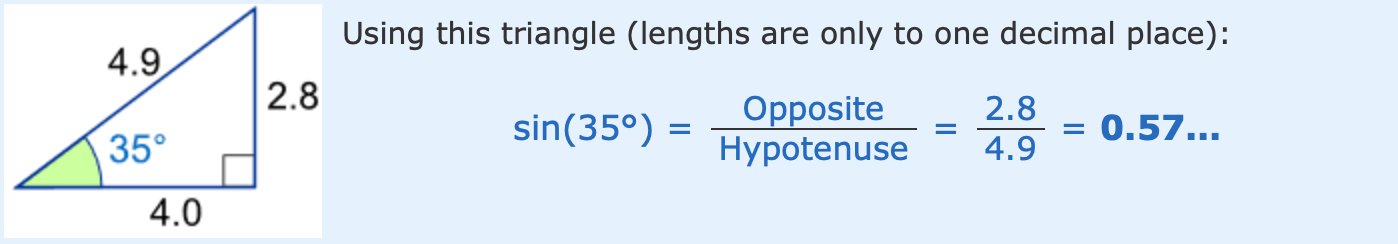 Using this triangle (lengths are only to one decimal place):
4.9
2.8
35°
4.0
sin(35°) = Opposite / Hypotenuse = 2.8 / 4.9 = 0.57...